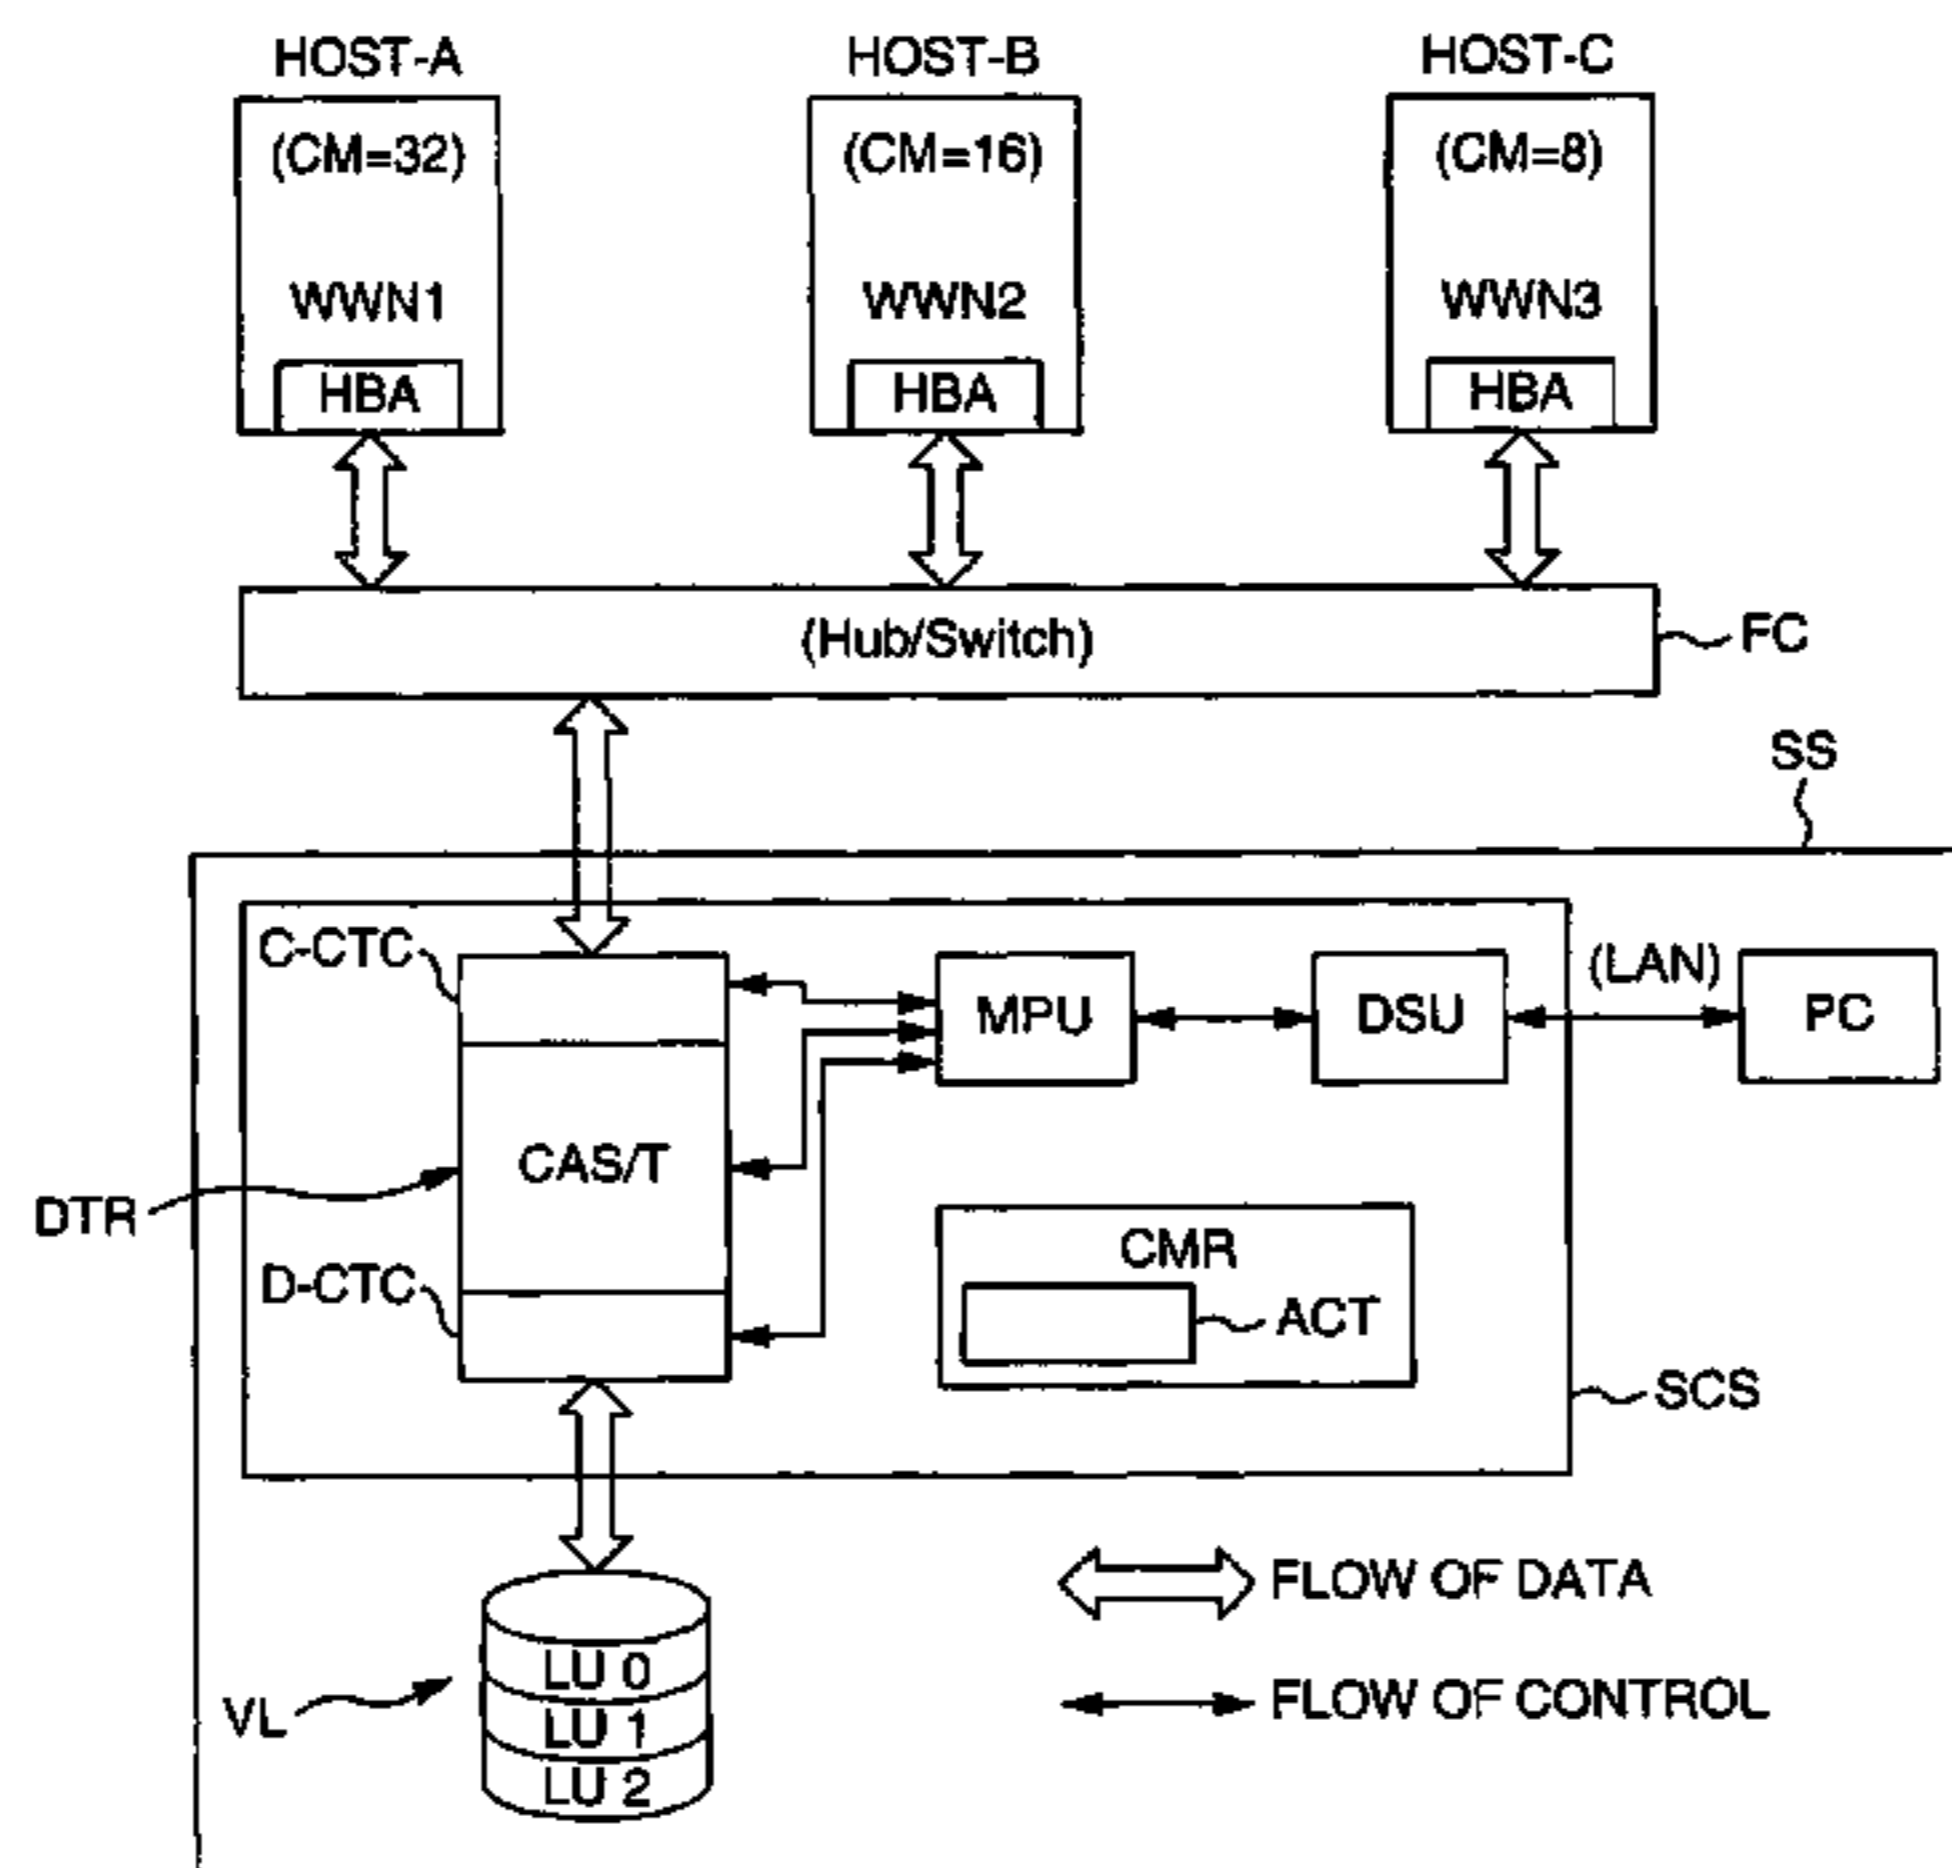 HOST-A HOST-B HOST-C
(CM=32) (CM=16) (CM=8)
WWN1 WWN2 WWN3
HBA HBA HBA
(Hub/Switch) FC
SS
C-CTC MPU DSU (LAN) PC
CAS/T
DTR
CMR
D-CTC ACT
SCS
FLOW OF DATA
LU 0
VL LU 1 FLOW OF CONTROL
LU 2